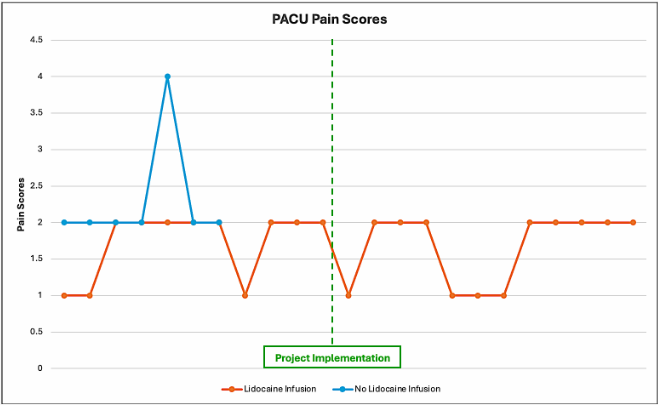 PACU Pain Scores
4.5
4
3.5
3
2.5
2
1.5
1
0.5
0
Pain Scores
Project Implementation
Lidocaine Infusion
No Lidocaine Infusion